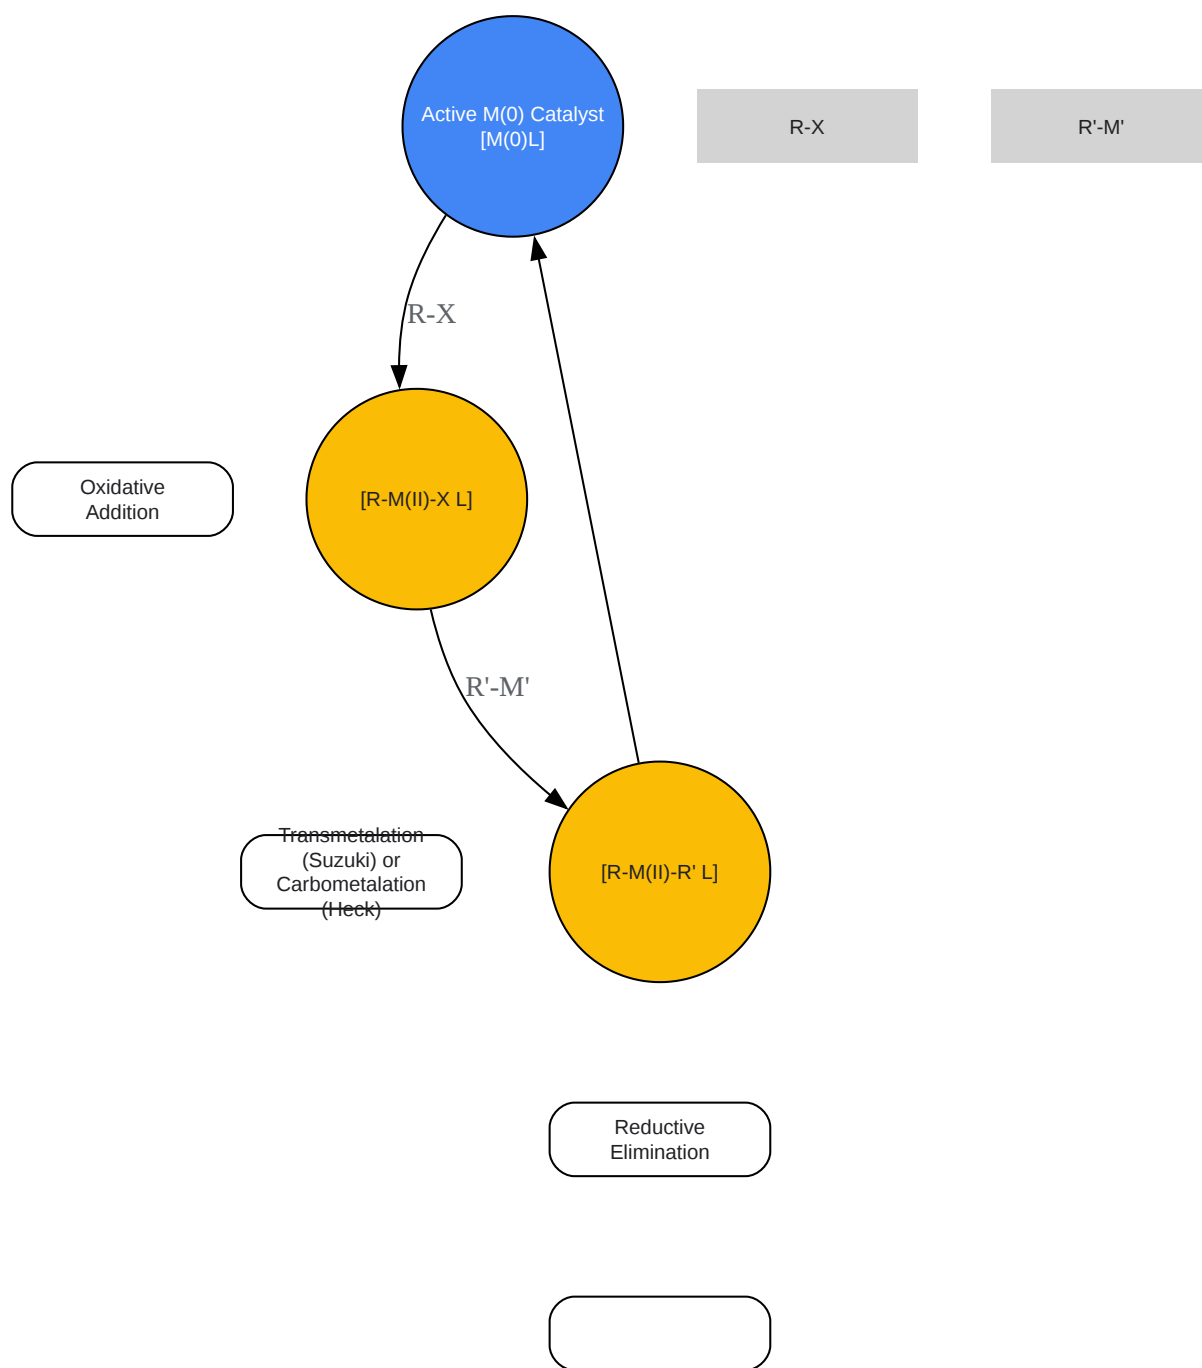 Active M(0) Catalyst
[M(0)L]
R-X
R'-M'
R-X
Oxidative
Addition
[R-M(II)-X L]
R'-M'
Transmetalation
(Suzuki) or
Carbometalation
(Heck)
[R-M(II)-R' L]
Reductive
Elimination